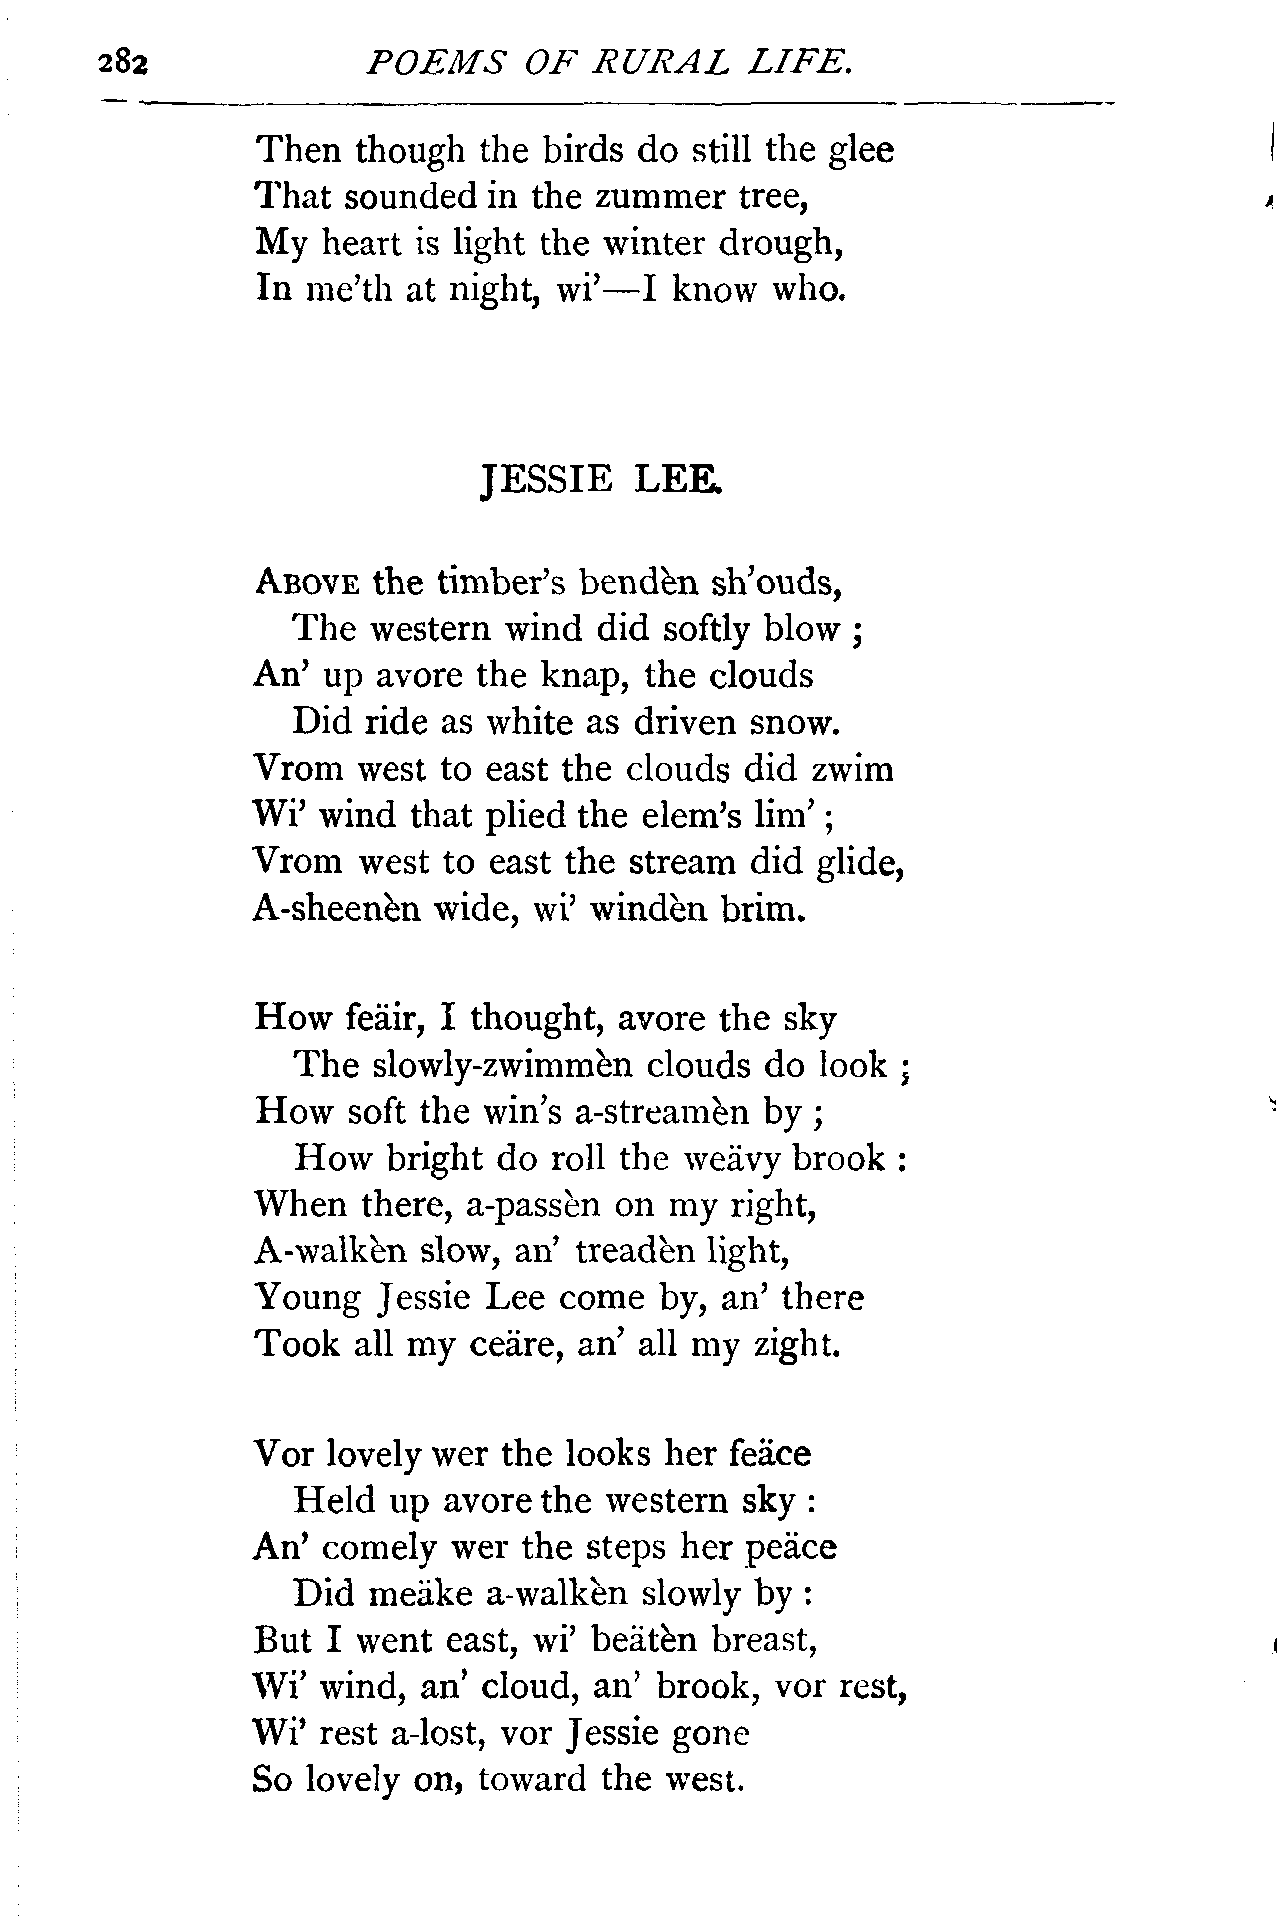 282 POEMS OF RURAL LIFE.
Then though the birds do still the glee
That sounded in the zummer tree,
My heart is light the winter drough,
In me'th at night, wi'—I know who.
JESSIE LEE.
ABOVE the timber's bendèn sh'ouds,
The western wind did softly blow ;
An' up avore the knap, the clouds
Did ride as white as driven snow.
Vrom west to east the clouds did zwim
Wi' wind that plied the elem's lim' ;
Vrom west to east the stream did glide,
A-sheenèn wide, wi' windèn brim.
How feäir, I thought, avore the sky
The slowly-zwimmèn clouds do look ;
How soft the win's a-streamèn by ;
How bright do roll the weävy brook :
When there, a-passèn on my right,
A-walkèn slow, an' treadèn light,
Young Jessie Lee come by, an' there
Took all my ceäre, an' all my zight.
Vor lovely wer the looks her feäce
Held up avore the western sky :
An' comely wer the steps her peäce
Did meäke a-walkèn slowly by :
But I went east, wi' beätèn breast,
Wi' wind, an' cloud, an' brook, vor rest,
Wi' rest a-lost, vor Jessie gone
So lovely on, toward the west.